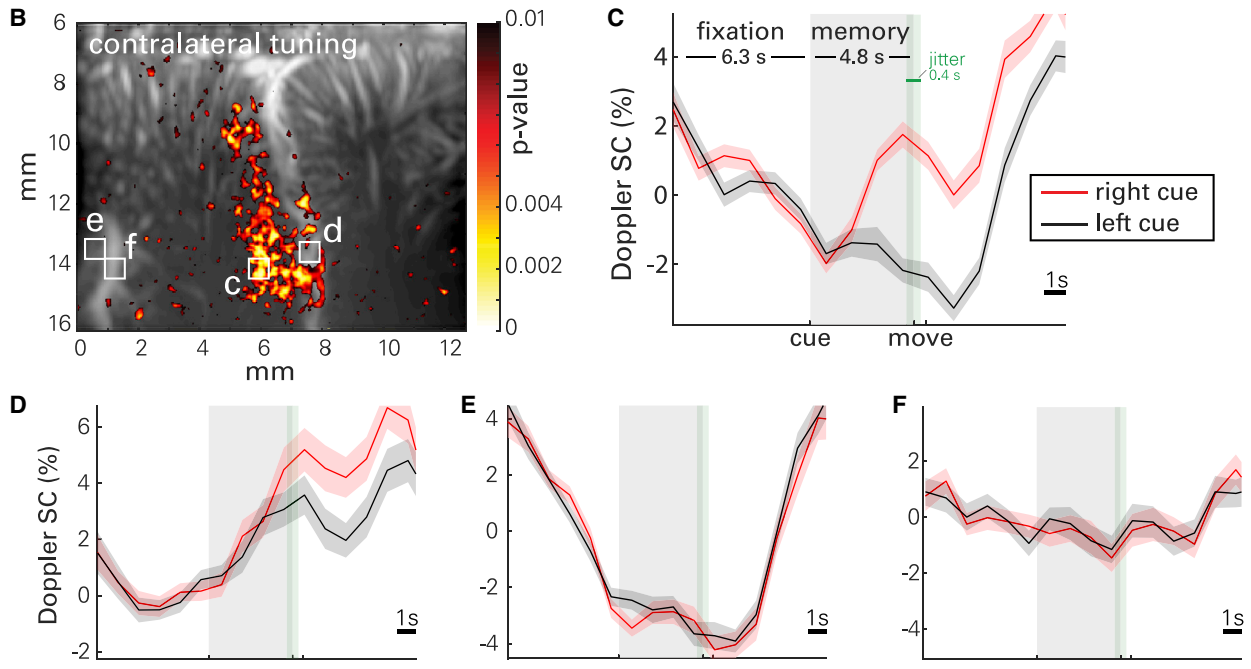 B
contralateral tuning
6
8
10
12
14
16
mm
0
2
4
6
8
10
12
mm
e
f
c
d
0.01
0.004
0.002
0
p-value
C
4
2
0
-2
Doppler SC (%)
fixation
6.3 s
memory
4.8 s
jitter
0.4 s
cue
move
right cue
left cue
1s
D
6
4
2
0
-2
Doppler SC (%)
1s
E
4
2
0
-2
-4
1s
F
2
0
-2
-4
1s